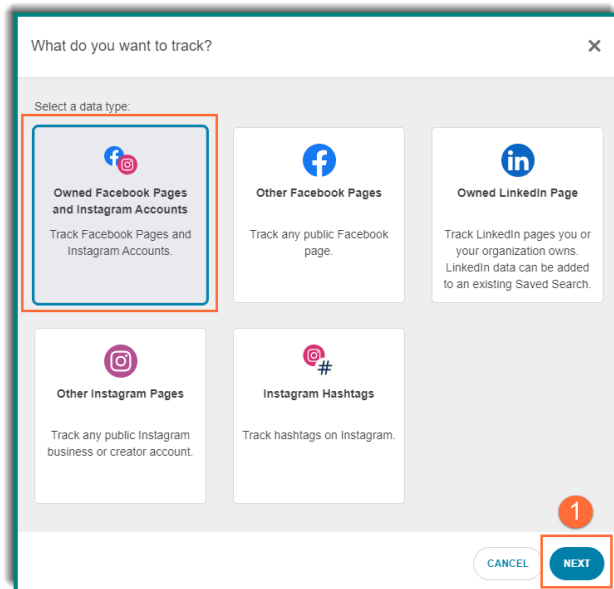 What do you want to track?
Select a data type:
Owned Facebook Pages
and Instagram Accounts
Track Facebook Pages and
Instagram Accounts.
Other Facebook Pages
Track any public Facebook
page.
in
Owned LinkedIn Page
Track LinkedIn pages you or
your organization owns.
LinkedIn data can be added
to an existing Saved Search.
Other Instagram Pages
Track any public Instagram
business or creator account.
#
Instagram Hashtags
Track hashtags on Instagram.
1
CANCEL
NEXT